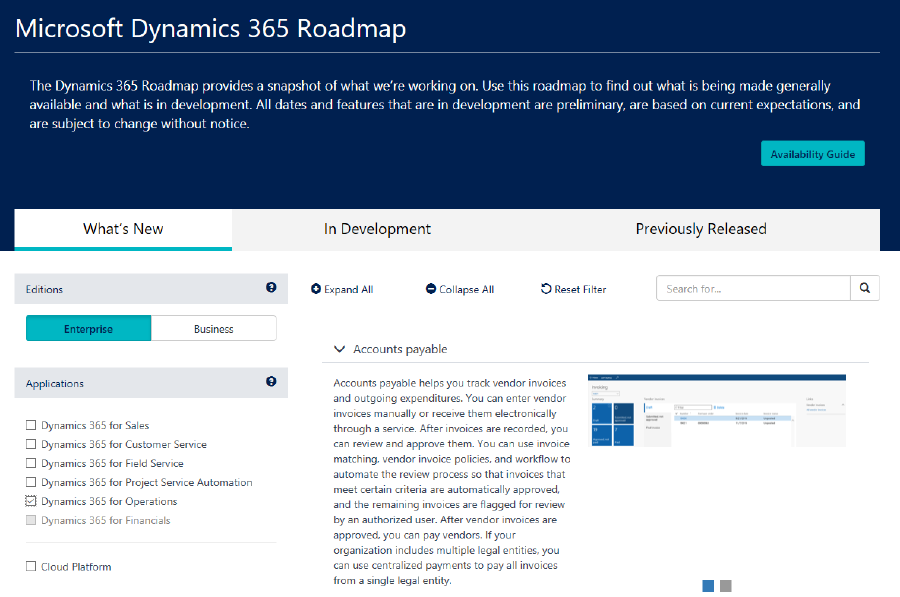 Microsoft Dynamics 365 Roadmap
The Dynamics 365 Roadmap provides a snapshot of what we're working on. Use this roadmap to find out what is being made generally
available and what is in development. All dates and features that are in development are preliminary, are based on current expectations, and
are subject to change without notice.
Availability Guide
What's New
In Development
Previously Released
Editions
Enterprise
Business
Applications
Dynamics 365 for Sales
Dynamics 365 for Customer Service
Dynamics 365 for Field Service
Dynamics 365 for Project Service Automation
Dynamics 365 for Operations
Dynamics 365 for Financials
Cloud Platform
Expand All
Collapse All
Reset Filter
Search for...
Accounts payable
Accounts payable helps you track vendor invoices
and outgoing expenditures. You can enter vendor
invoices manually or receive them electronically
through a service. After invoices are recorded, you
can review and approve them. You can use invoice
matching, vendor invoice policies, and workflow to
automate the review process so that invoices that
meet certain criteria are automatically approved,
and the remaining invoices are flagged for review
by an authorized user. After vendor invoices are
approved, you can pay vendors. If your
organization includes multiple legal entities, you
can use centralized payments to pay all invoices
from a single legal entity.